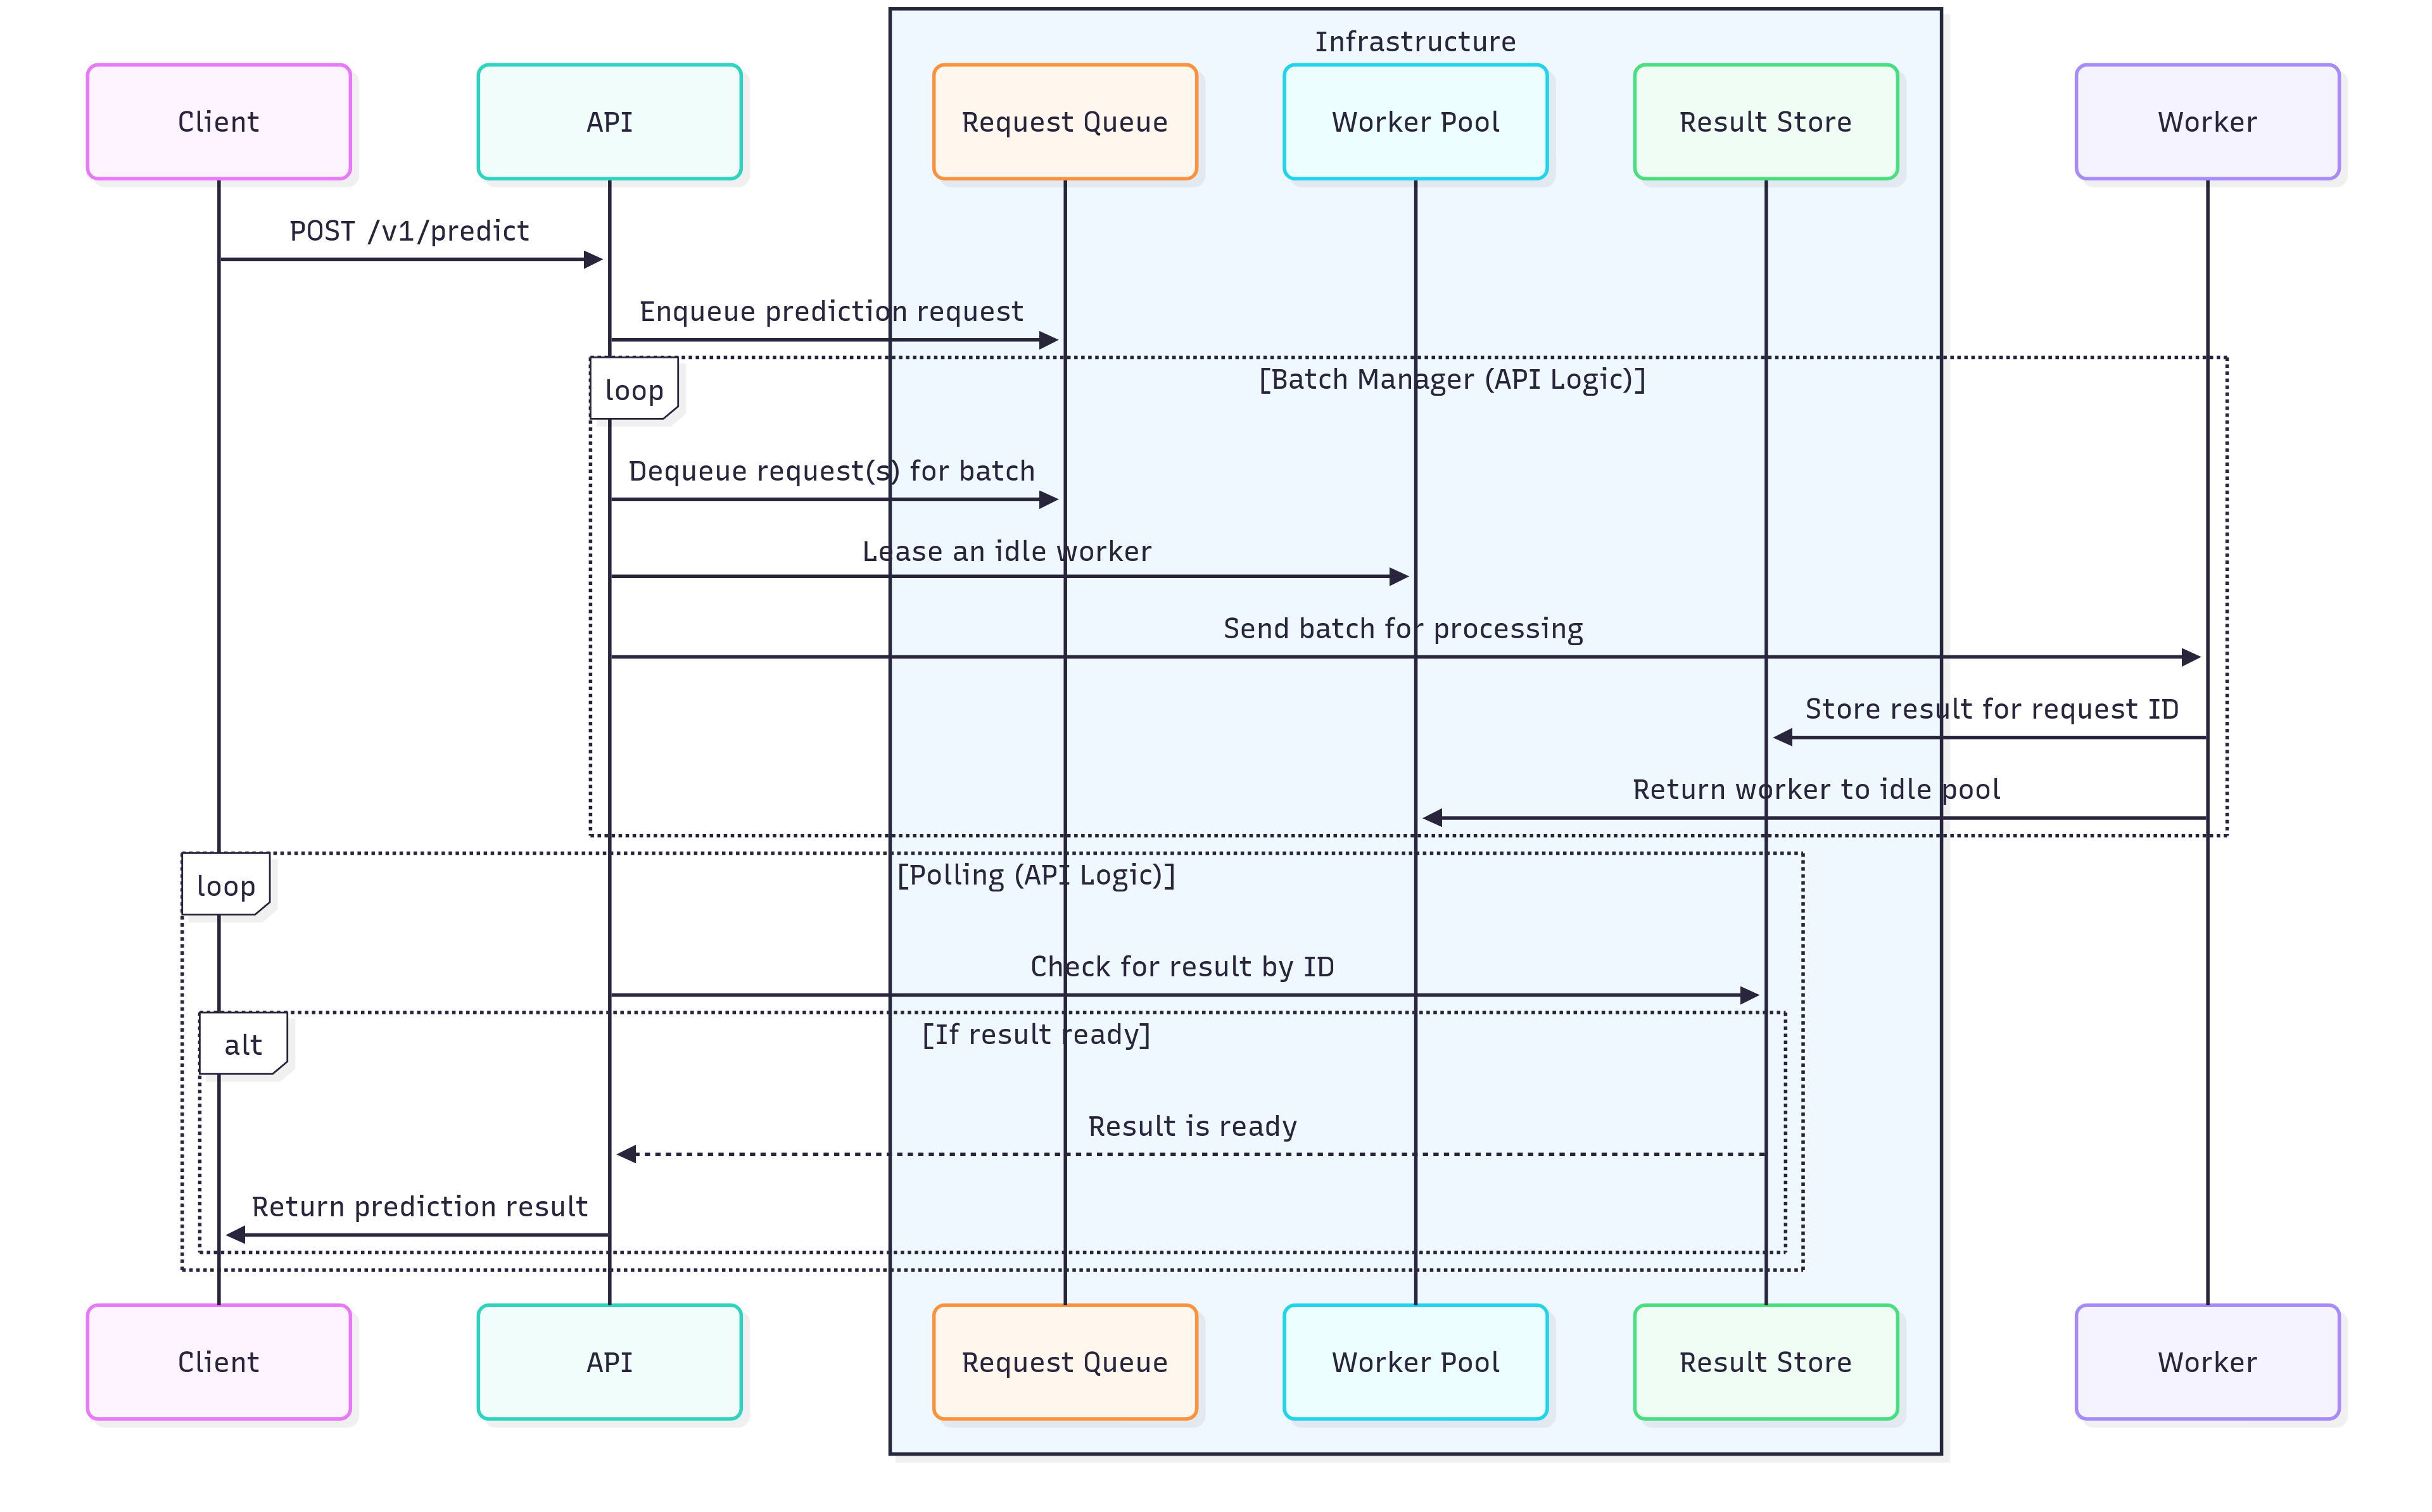 Infrastructure
Client
API
Request Queue
Worker Pool
Result Store
Worker
POST /v1/predict
Enqueue prediction request
loop
[Batch Manager (API Logic)]
Dequeue request(s) for batch
Lease an idle worker
Send batch for processing
Store result for request ID
Return worker to idle pool
loop
[Polling (API Logic)]
Check for result by ID
alt
[If result ready]
Result is ready
Return prediction result
Client
API
Request Queue
Worker Pool
Result Store
Worker